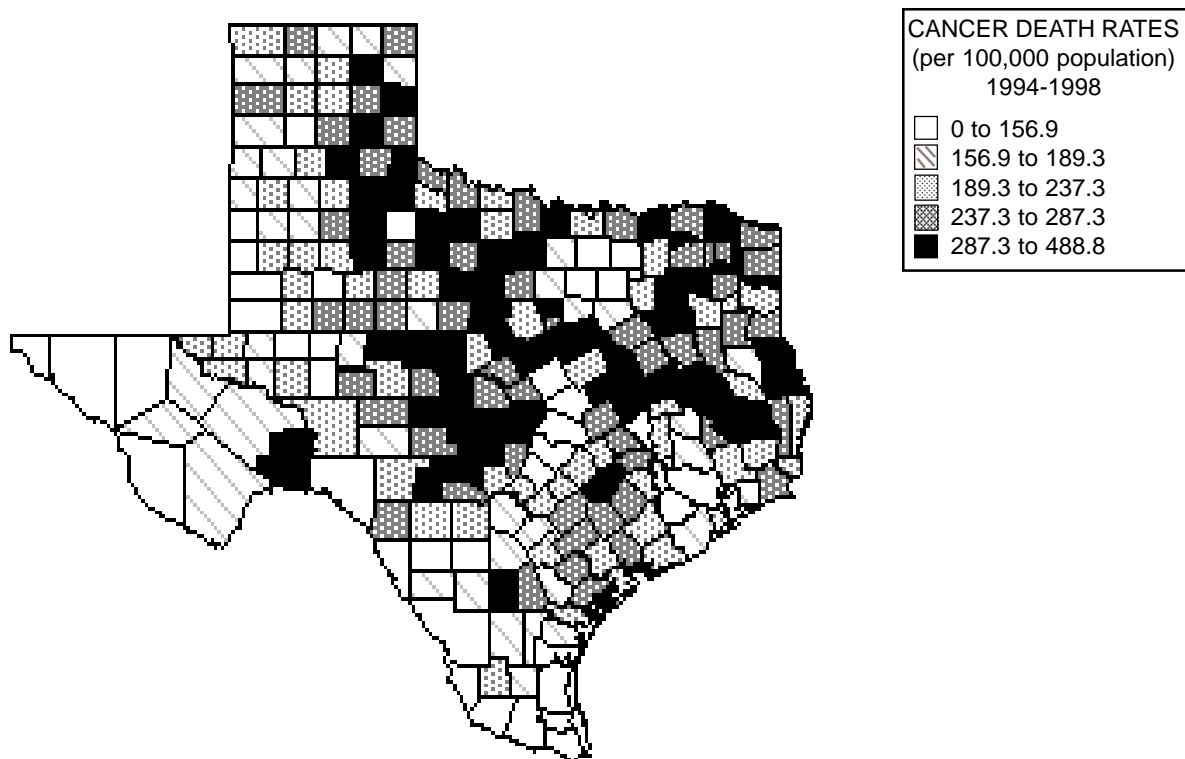 CANCER DEATH RATES
(per 100,000 population)
1994-1998
0 to 156.9
156.9 to 189.3
189.3 to 237.3
237.3 to 287.3
287.3 to 488.8